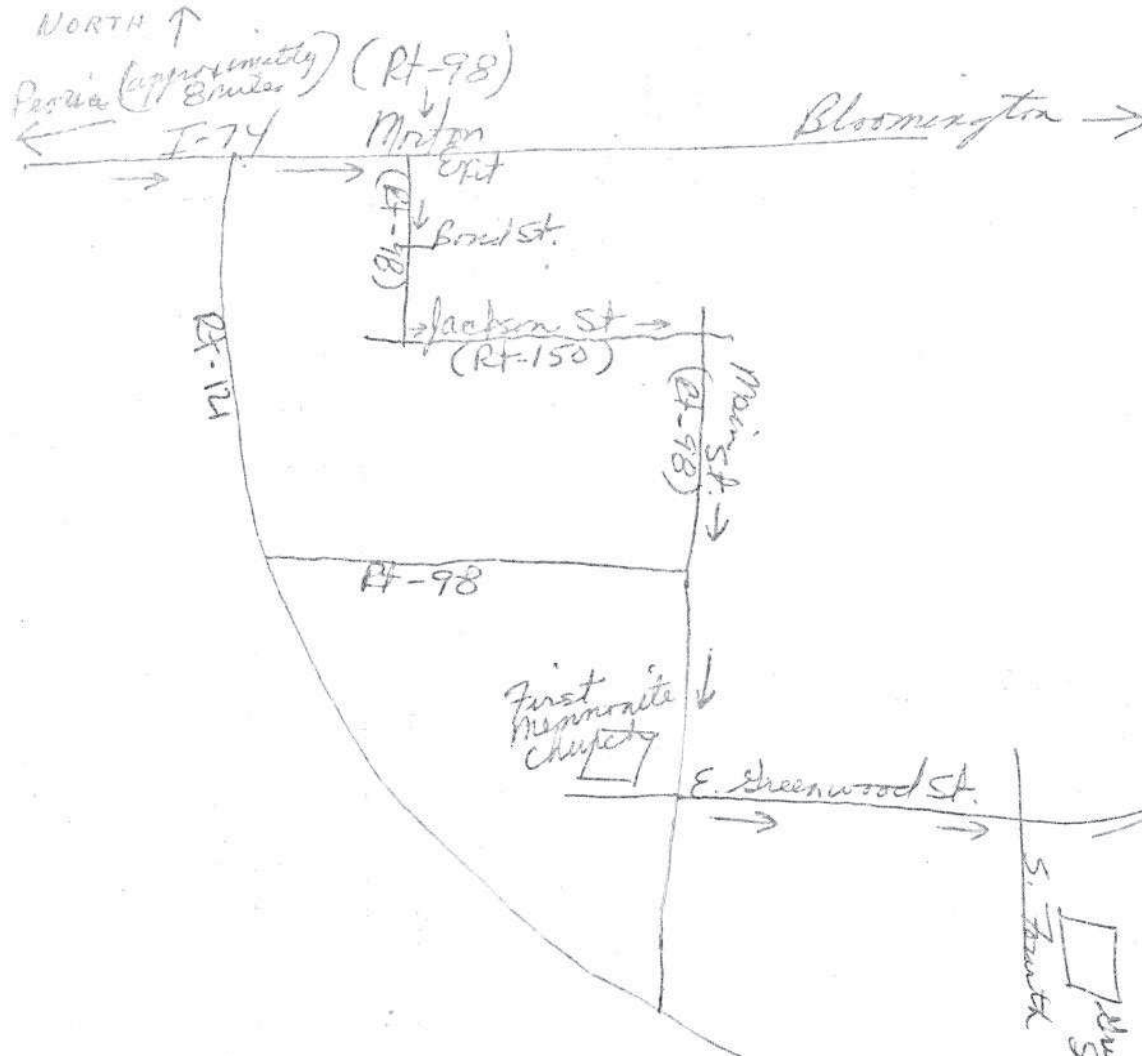 NORTH ↑
Peoria (approximately
8 miles)
(Rt-98)
I-74
Morton
Exit
Bloomington →
(Rt-98)
Bond St.
Jackson St
(Rt-150)
Rt-121
Main St.
(Rt-98)
Rt-98
First
Mennonite
Church
E. Greenwood St.
S. Fourth